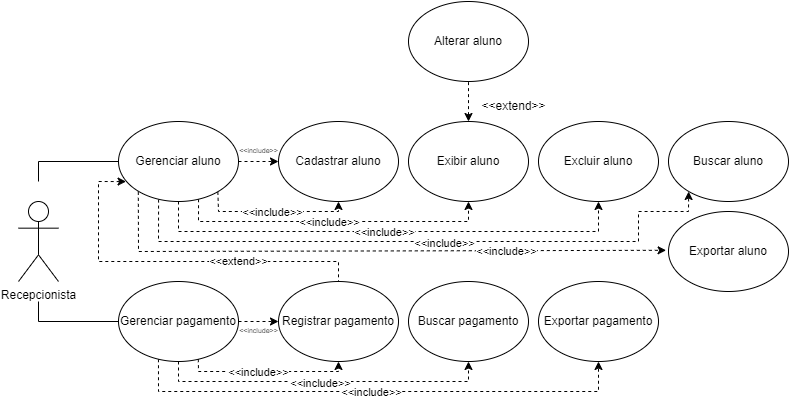 Alterar aluno
<<extend>>
Gerenciar aluno
<<include>>
Cadastrar aluno
Exibir aluno
Excluir aluno
Buscar aluno
<<include>>
<<include>>
<<include>>
<<include>>
<<include>>
Exportar aluno
<<extend>>
Recepcionista
Gerenciar pagamento
<<include>>
Registrar pagamento
Buscar pagamento
Exportar pagamento
<<include>>
<<include>>
<<include>>